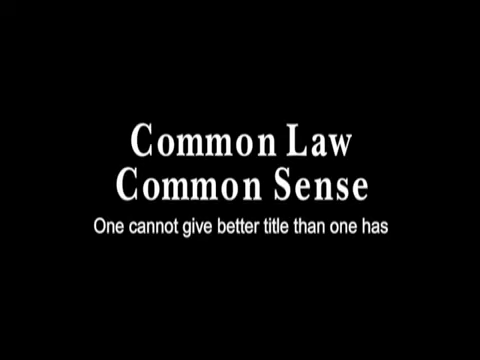 Common Law
Common Sense
One cannot give better title than one has